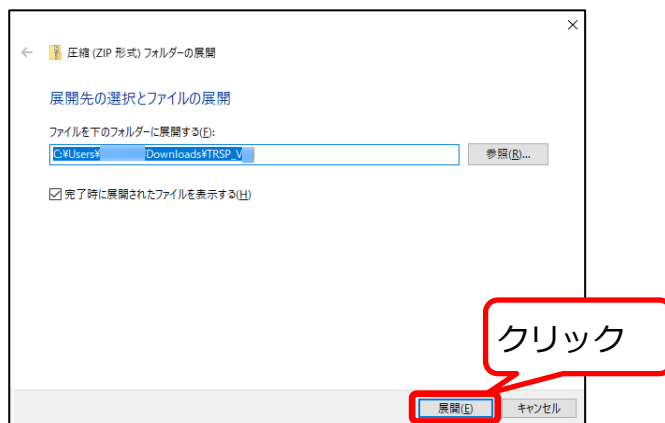 圧縮 (ZIP 形式) フォルダーの展開
展開先の選択とファイルの展開
ファイルを下のフォルダーに展開する(F):
C:¥Users¥ Downloads¥TRSP_V
参照(R)...
完了時に展開されたファイルを表示する(H)
クリック
展開(E)
キャンセル